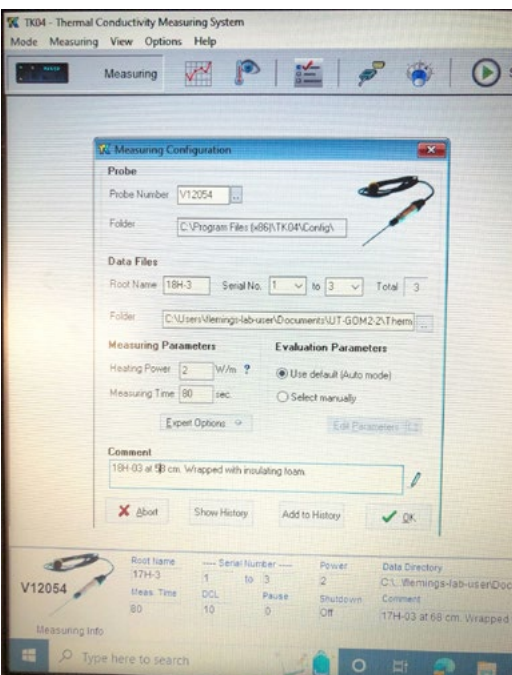 TK04 - Thermal Conductivity Measuring System
Mode Measuring View Options Help
Measuring
Measuring Configuration
Probe
Probe Number V12054 ..
Folder C:\Program Files (x86)\TK04\Config\
Data Files
Root Name 18H-3 Serial No. 1 to 3 Total 3
Folder C:\Users\flemings-lab-user\Documents\UT-GOM2-2\Therm ...
Measuring Parameters Evaluation Parameters
Heating Power 2 W/m ? Use default (Auto mode)
Measuring Time 80 sec. Select manually
Expert Options Edit Parameters
Comment
18H-03 at cm. Wrapped with insulating foam.
Abort Show History Add to History OK
Root Name ---- Serial Number ---- Power Data Directory
17H-3 1 to 3 2 C:\..\flemings-lab-user\Doc
V12054 Meas. Time DCL Pause Shutdown Comment
80 10 0 Off 17H-03 at 68 cm. Wrapped
Measuring Info
Type here to search